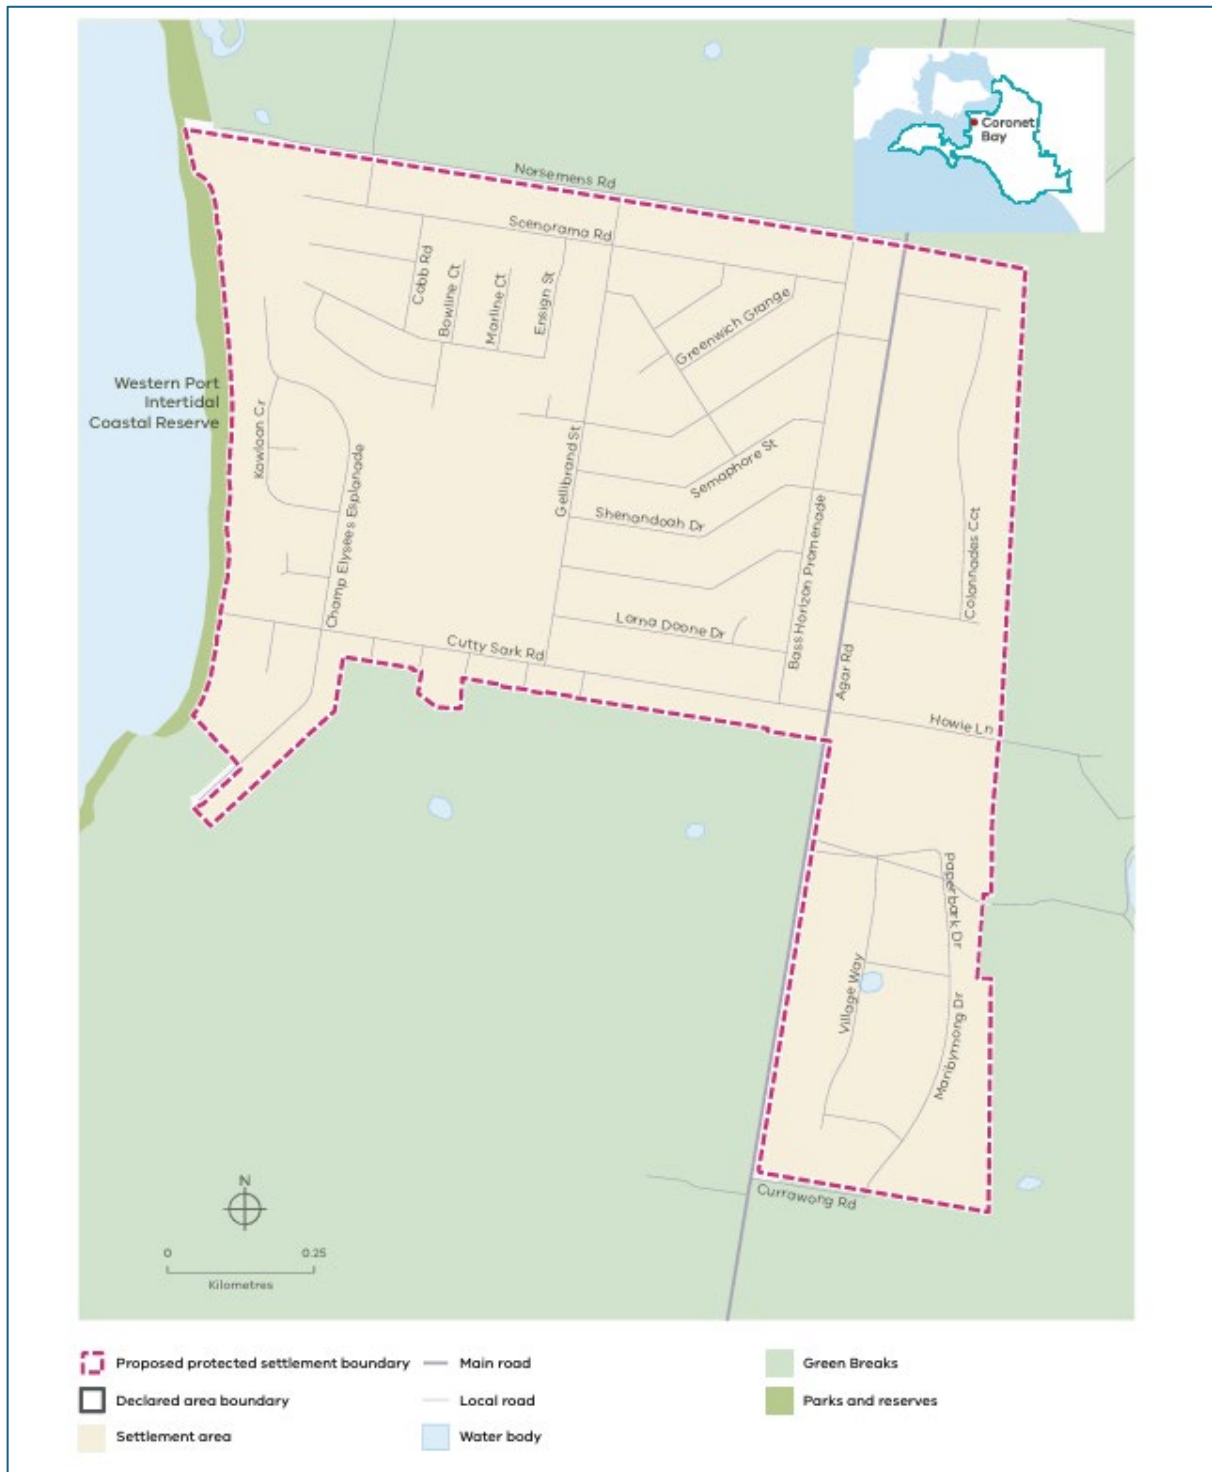 Coronet
Bay
Norsemens Rd
Scenorama Rd
Cobb Rd
Bowline Ct
Marline Ct
Ensign St
Greenwich Grange
Western Port
Intertidal
Coastal Reserve
Kowloon Cr
Champ Elysees Esplanade
Gellibrand St
Semaphore St
Shenandoah Dr
Bass Horizon Promenade
Colonnades Cct
Lorna Doone Dr
Cutty Sark Rd
Agar Rd
Howie Ln
Paperbark Dr
Village Way
Maribyrnong Dr
Currawong Rd
N
0 0.25
Kilometres
Proposed protected settlement boundary
Main road
Green Breaks
Declared area boundary
Local road
Parks and reserves
Settlement area
Water body